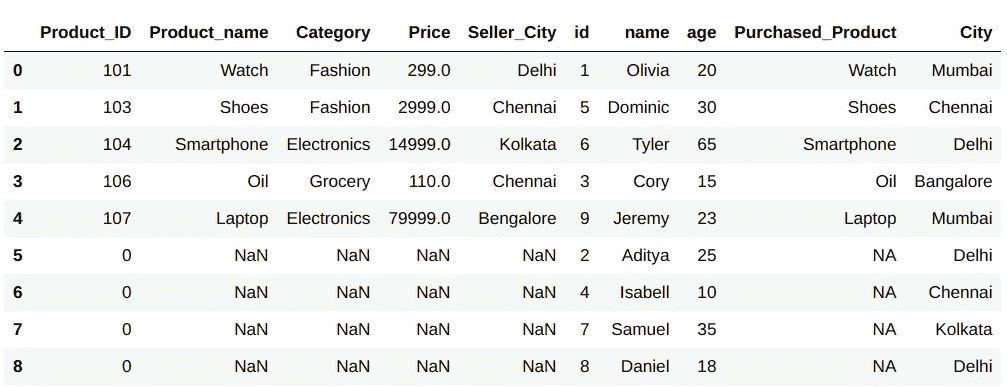 Product_ID Product_name Category Price Seller_City id name age Purchased_Product City
0 101 Watch Fashion 299.0 Delhi 1 Olivia 20 Watch Mumbai
1 103 Shoes Fashion 2999.0 Chennai 5 Dominic 30 Shoes Chennai
2 104 Smartphone Electronics 14999.0 Kolkata 6 Tyler 65 Smartphone Delhi
3 106 Oil Grocery 110.0 Chennai 3 Cory 15 Oil Bangalore
4 107 Laptop Electronics 79999.0 Bengalore 9 Jeremy 23 Laptop Mumbai
5 0 NaN NaN NaN NaN 2 Aditya 25 NA Delhi
6 0 NaN NaN NaN NaN 4 Isabell 10 NA Chennai
7 0 NaN NaN NaN NaN 7 Samuel 35 NA Kolkata
8 0 NaN NaN NaN NaN 8 Daniel 18 NA Delhi